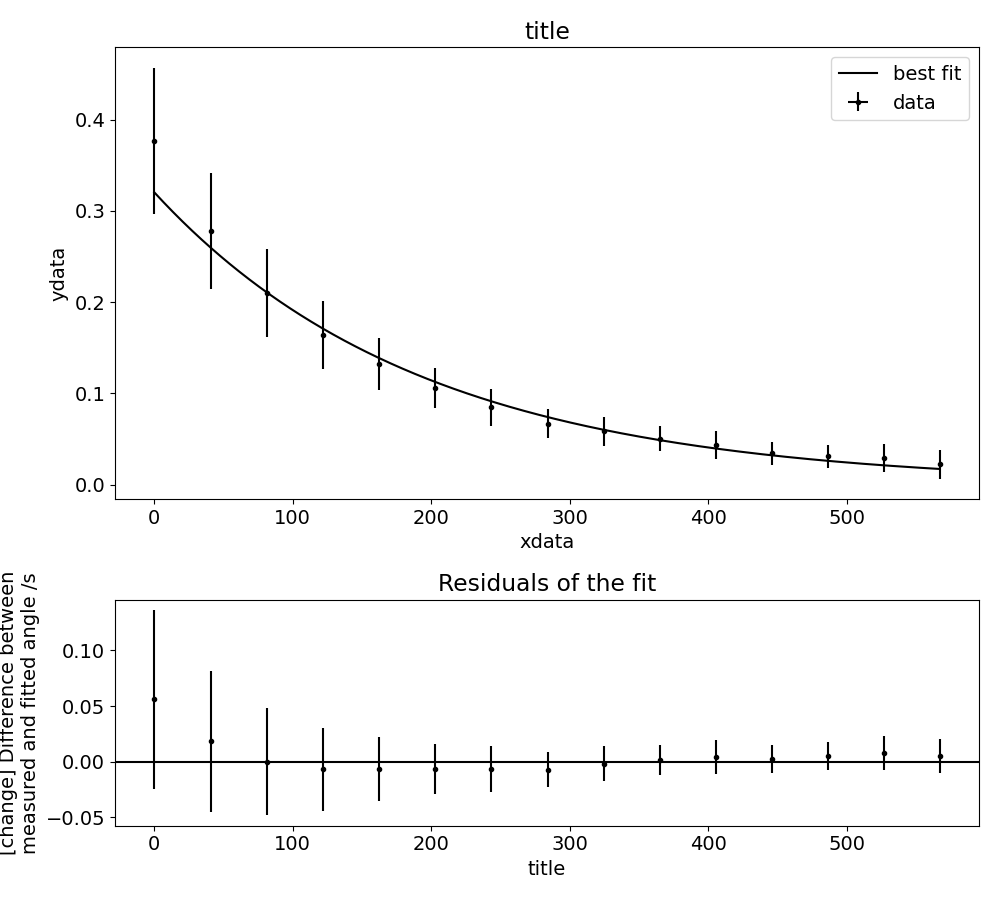 title
best fit
data
0.4
0.3
0.2
0.1
0.0
ydata
0 100 200 300 400 500
xdata
Residuals of the fit
0.10
0.05
0.00
−0.05
[change] Difference between
measured and fitted angle /s
0 100 200 300 400 500
title